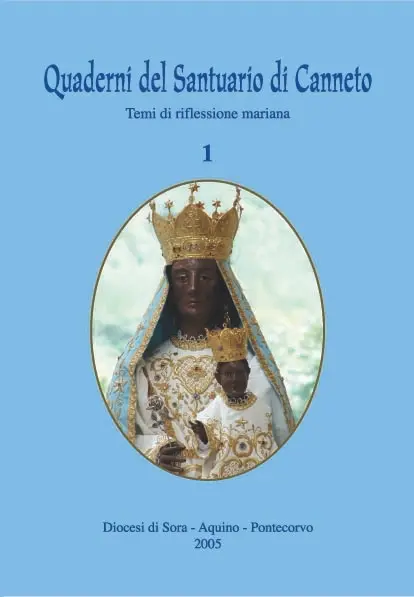 Quaderni del Santuario di Canneto
Temi di riflessione mariana
1
Diocesi di Sora - Aquino - Pontecorvo
2005